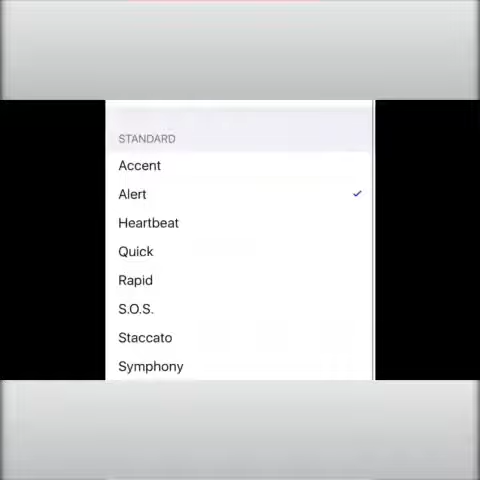 STANDARD
Accent
Alert
Heartbeat
Quick
Rapid
S.O.S.
Staccato
Symphony